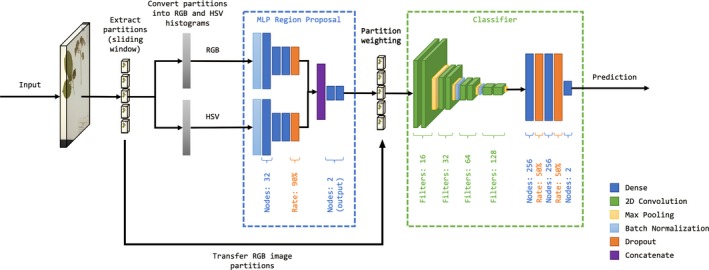 Convert partitions
into RGB and HSV
histograms
Extract
partitions
(sliding
window)
MLP Region Proposal
Partition
weighting
Classifier
Input
RGB
HSV
Prediction
Nodes: 32
Rate: 90%
Nodes: 2
(output)
Filters: 16
Filters: 32
Filters: 64
Filters: 128
Nodes: 256
Rate: 50%
Nodes: 256
Rate: 50%
Nodes: 2
Transfer RGB image
partitions
Dense
2D Convolution
Max Pooling
Batch Normalization
Dropout
Concatenate